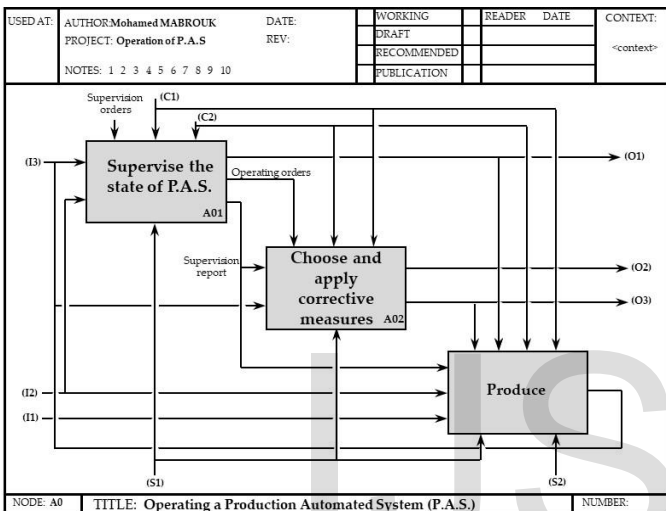 USED AT:
AUTHOR:Mohamed MABROUK
DATE:
PROJECT: Operation of P.A.S
REV:
NOTES: 1 2 3 4 5 6 7 8 9 10
WORKING
DRAFT
RECOMMENDED
PUBLICATION
READER DATE
CONTEXT:
<context>
Supervision
orders
(C1)
(C2)
(I3)
Supervise the
state of P.A.S.
A01
(O1)
Operating orders
Supervision
report
Choose and
apply
corrective
measures
A02
(O2)
(O3)
Produce
(I2)
(I1)
(S1)
(S2)
NODE: A0
TITLE: Operating a Production Automated System (P.A.S.)
NUMBER: